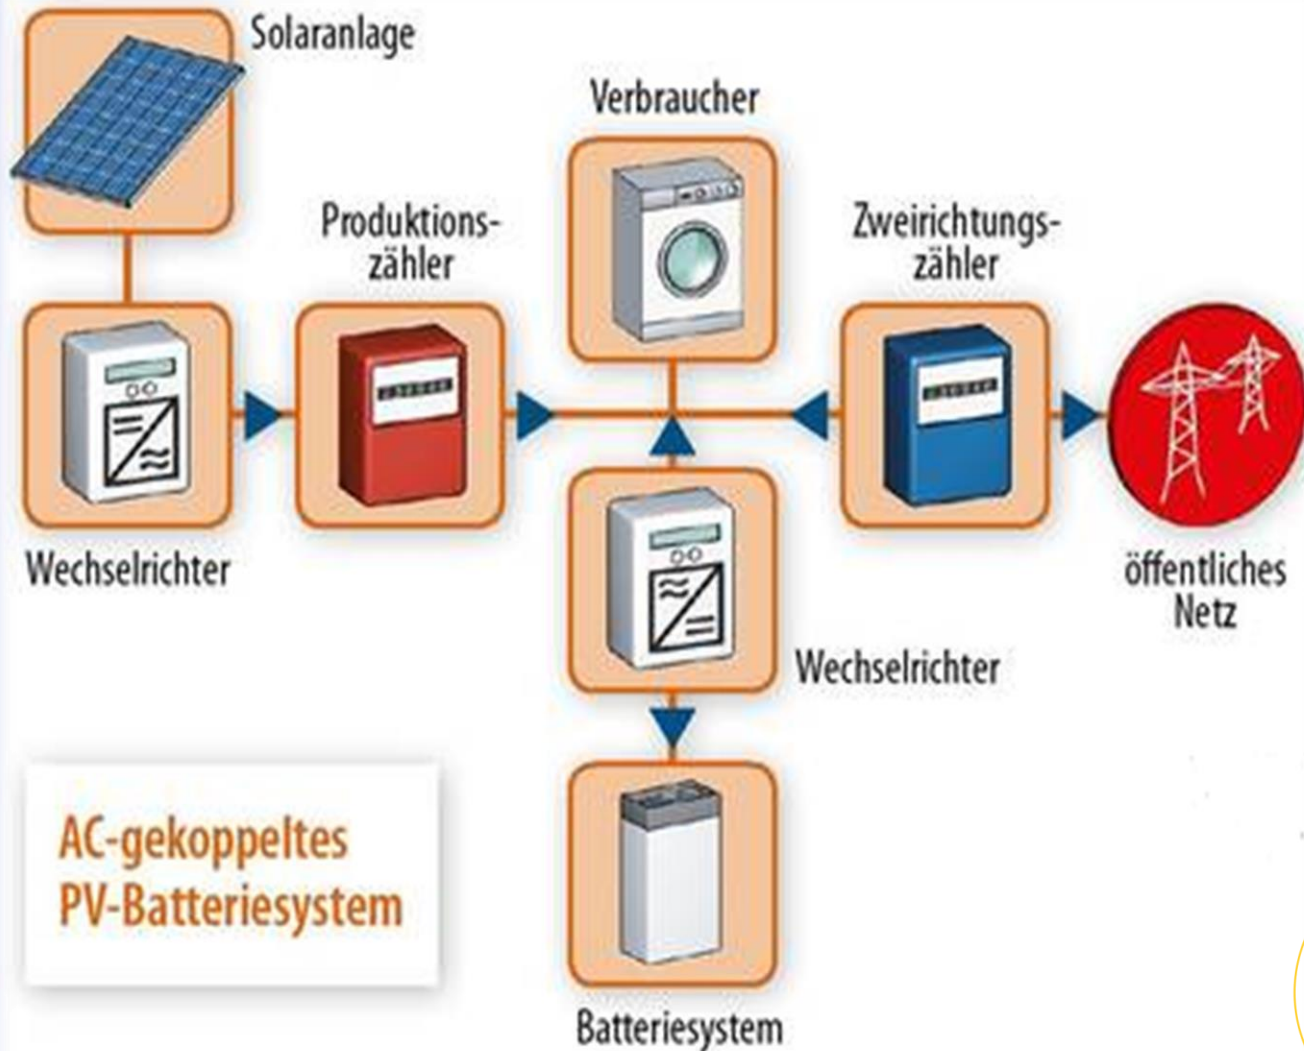 Solaranlage
Verbraucher
Produktions-
zähler
Zweirichtungs-
zähler
Wechselrichter
öffentliches
Netz
Wechselrichter
AC-gekoppeltes
PV-Batteriesystem
Batteriesystem